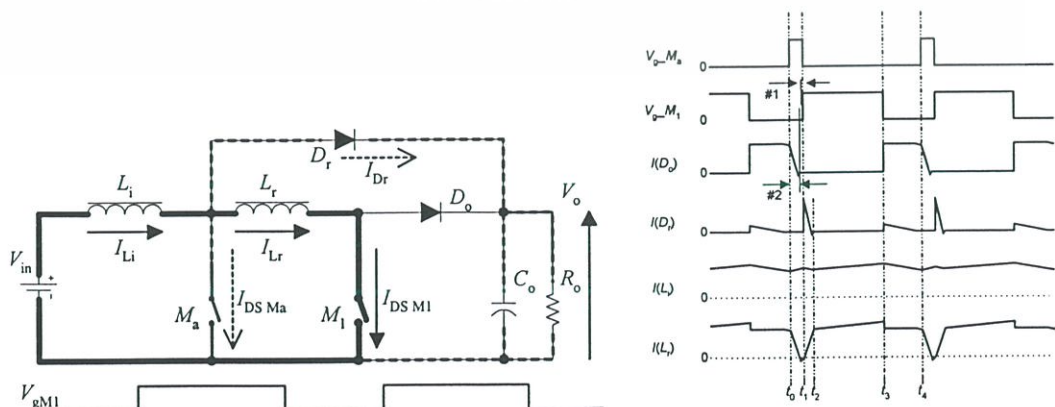 D_r
I_Dr
L_i
L_r
D_o
V_o
I_Li
I_Lr
V_in
+
-
M_a
I_DS Ma
M_1
I_DS M1
C_o
R_o
V_gM1
V_g_M_a
0
#1
V_g_M_1
0
I(D_o)
0
#2
I(D_r)
0
0
I(L_r)
0
t_0 t_1 t_2 t_3 t_4